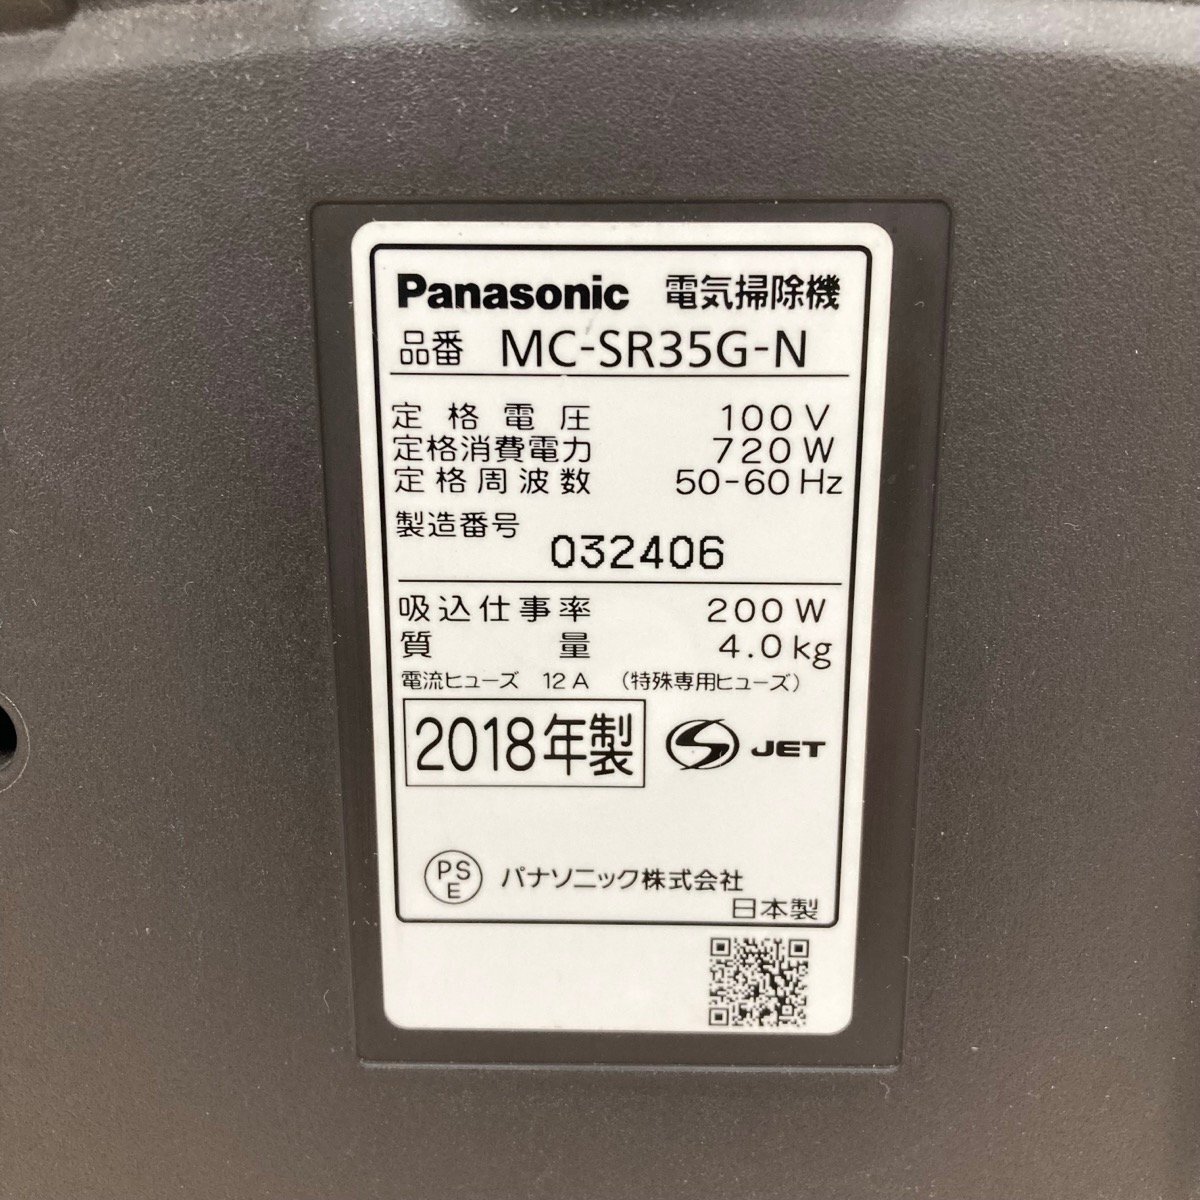 Panasonic 電気掃除機
品番 MC-SR35G-N
定格電圧 100V
定格消費電力 720W
定格周波数 50-60Hz
製造番号 032406
吸込仕事率 200W
質量 4.0kg
電流ヒューズ 12A (特殊専用ヒューズ)
2018年製 S JET
PS E パナソニック株式会社
日本製